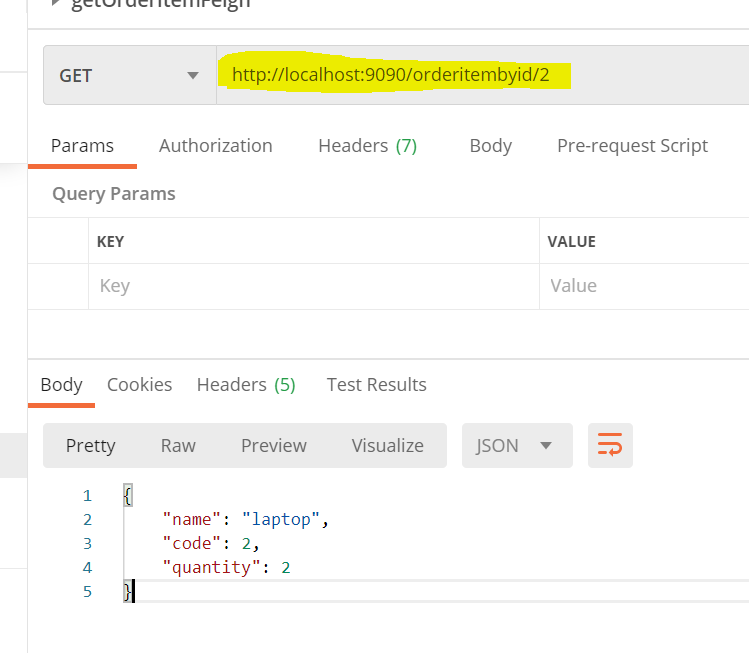 getOrderItemFeign
GET http://localhost:9090/orderitembyid/2
Params Authorization Headers (7) Body Pre-request Script
Query Params
KEY VALUE
Key Value
Body Cookies Headers (5) Test Results
Pretty Raw Preview Visualize JSON
1 {
2 "name": "laptop",
3 "code": 2,
4 "quantity": 2
5 }